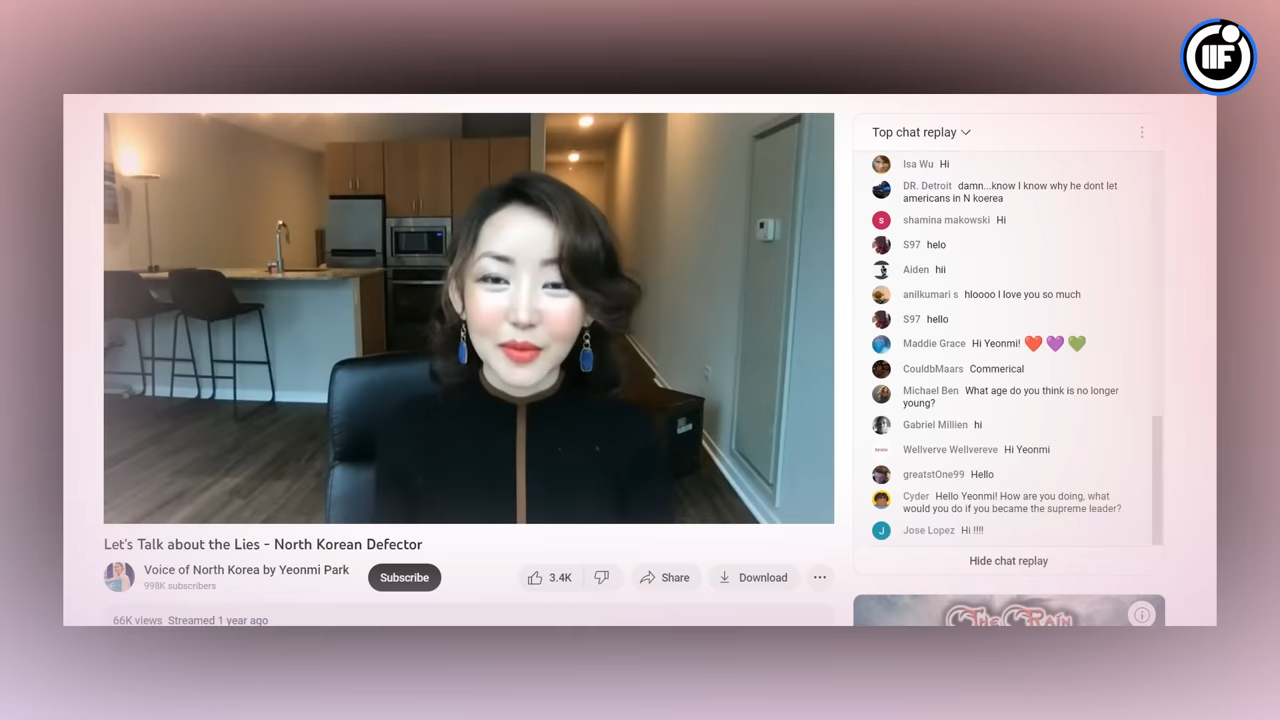 IIF
Top chat replay
Isa Wu Hi
DR. Detroit damn...know I know why he dont let
americans in N koerea
S
shamina makowski Hi
S97 helo
Aiden hii
anilkumari s hloooo I love you so much
S97 hello
Maddie Grace Hi Yeonmi! ❤️ 💜 💚
CouldbMaars Commerical
Michael Ben What age do you think is no longer
young?
Gabriel Millien hi
Wellverve Wellvereve Hi Yeonmi
greatstOne99 Hello
Cyder Hello Yeonmi! How are you doing, what
would you do if you became the supreme leader?
J
Jose Lopez Hi !!!!
Hide chat replay
Let's Talk about the Lies - North Korean Defector
Voice of North Korea by Yeonmi Park
998K subscribers
Subscribe
3.4K
Share
Download
66K views Streamed 1 year ago
The Rain